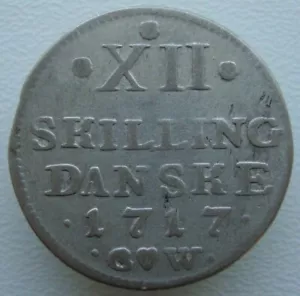 ·XII·
SKILLING
DANSKE
·1717·
·C♥W·